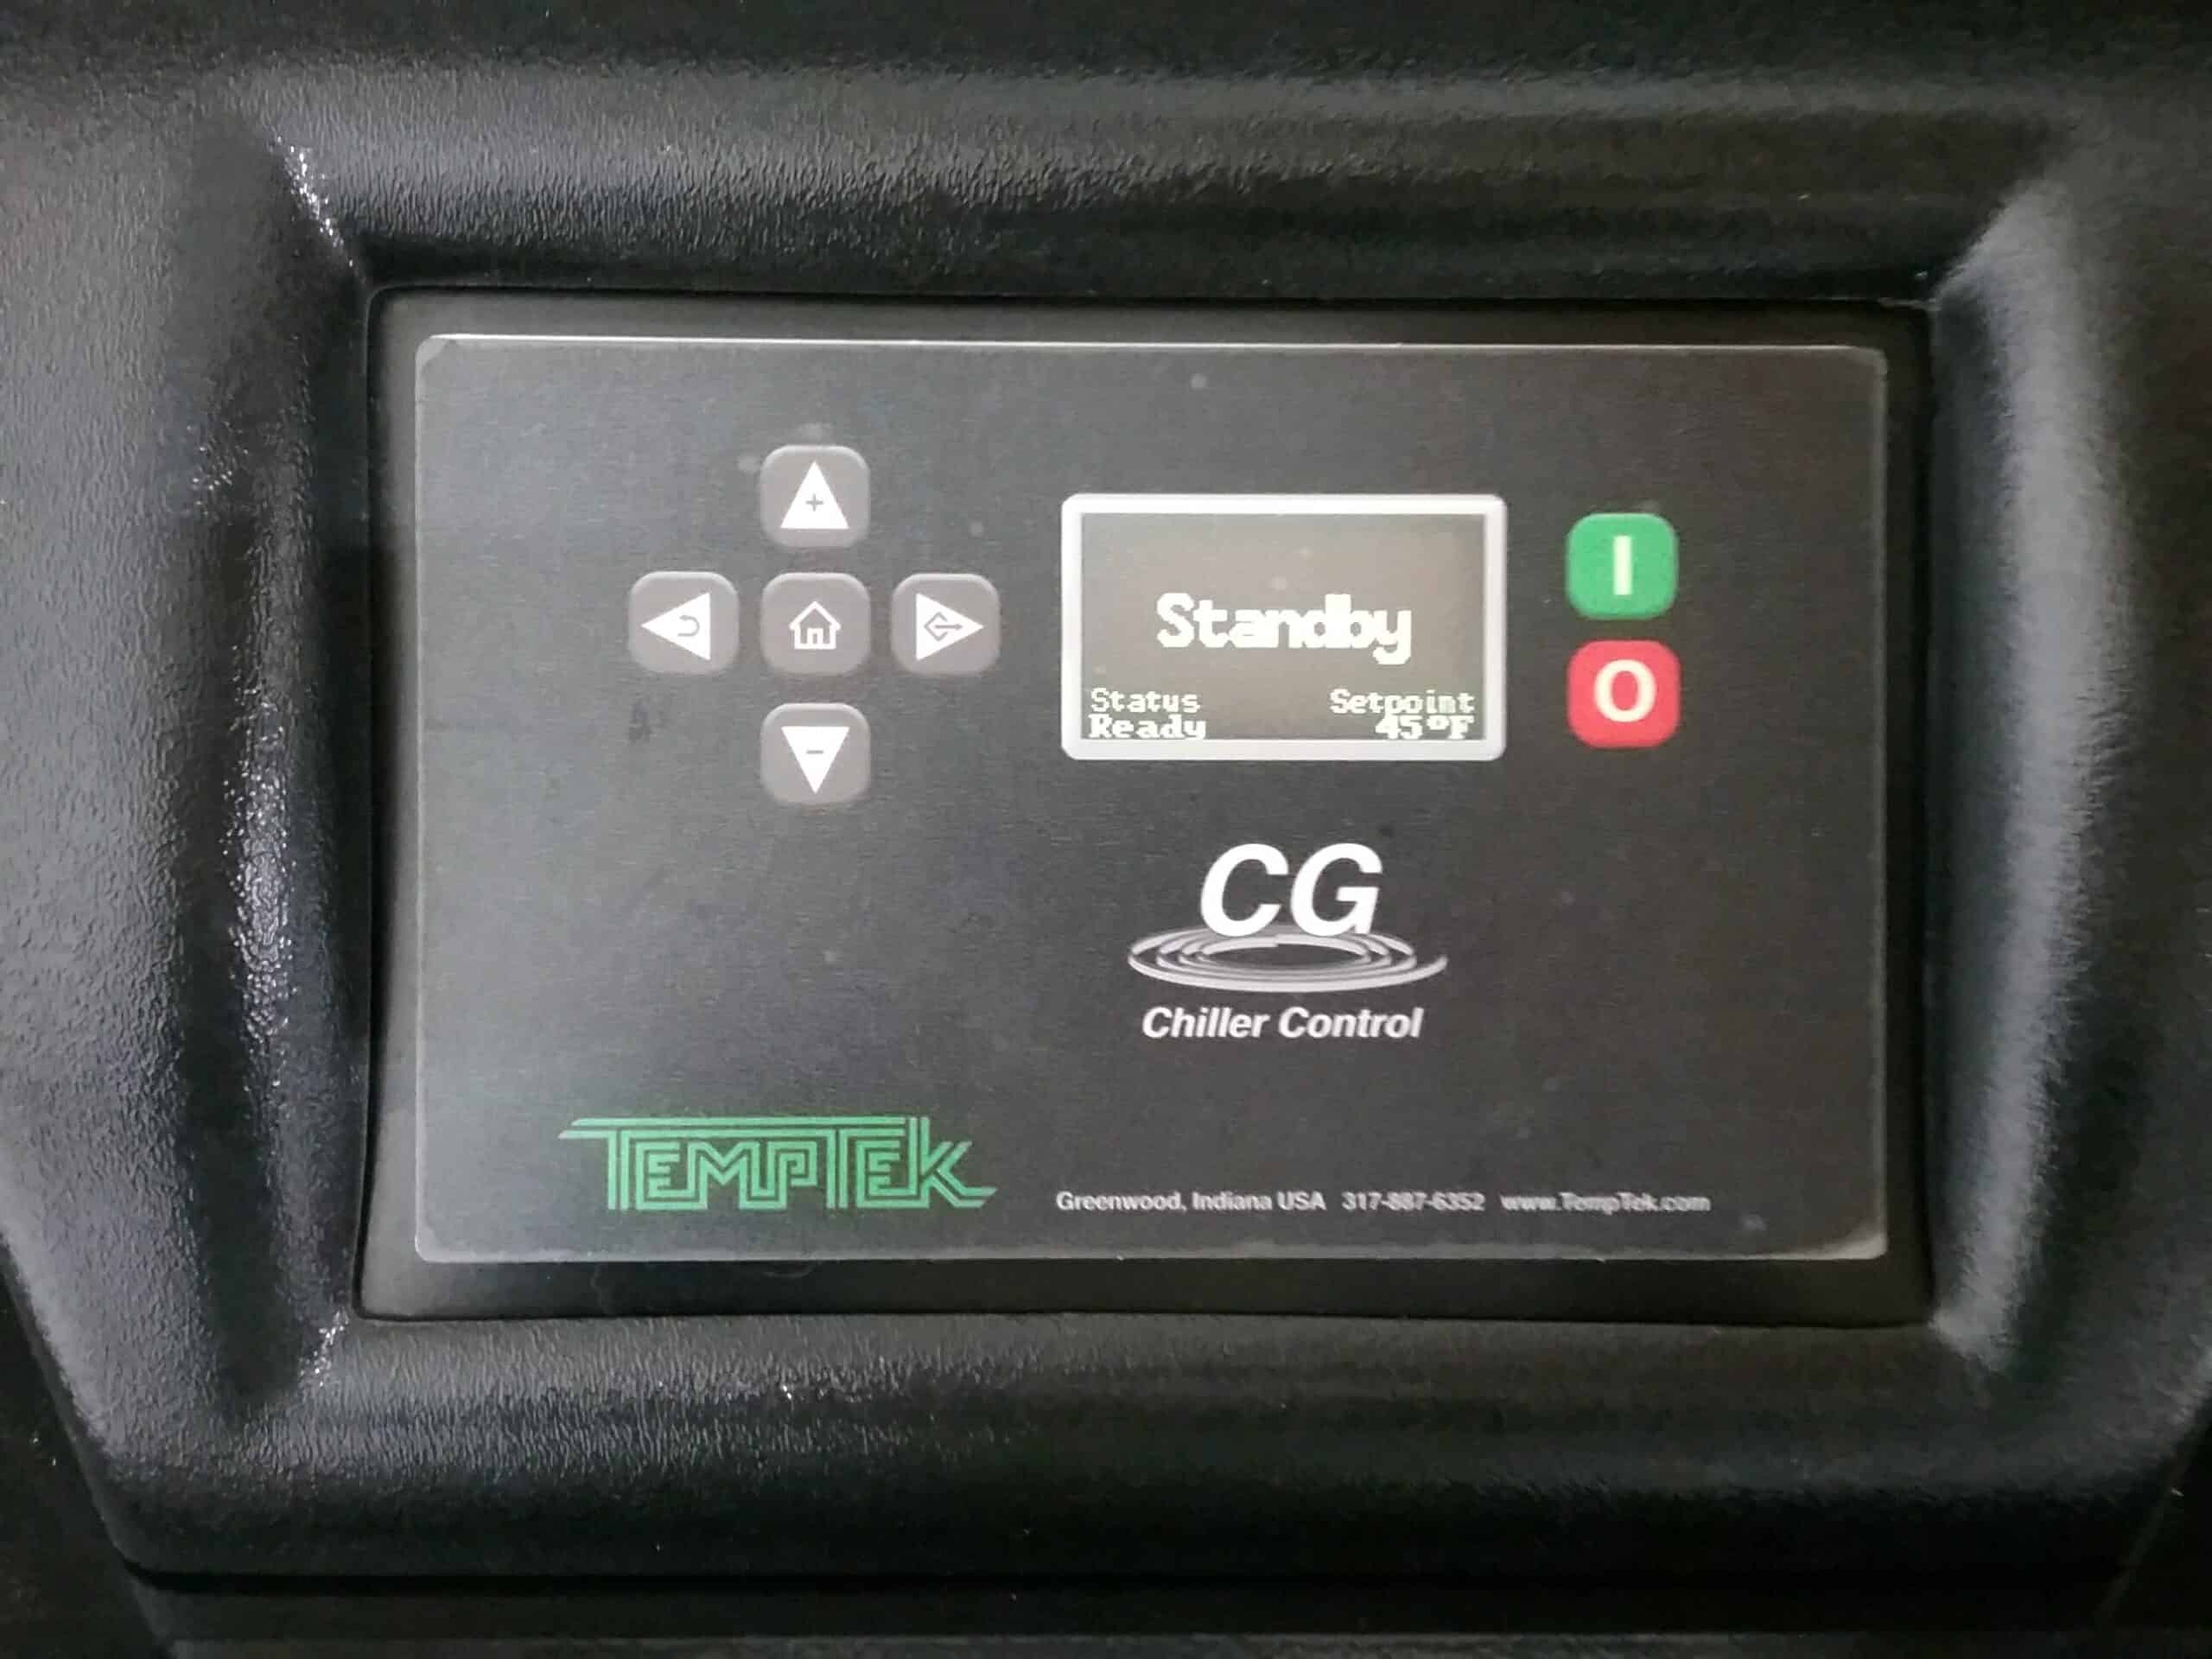 +
Standby
Status Setpoint
Ready 45°F
I
O
-
CG
Chiller Control
TEMPTEK
Greenwood, Indiana USA 317-887-6352 www.TempTek.com